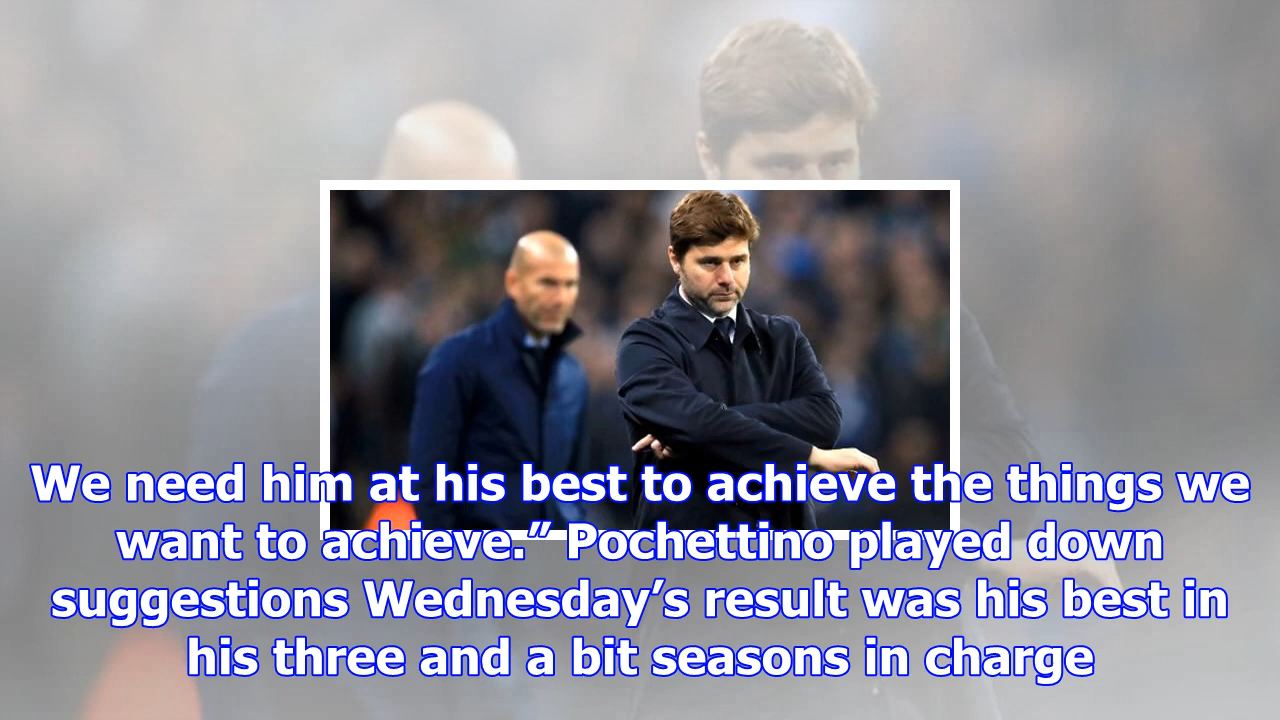 We need him at his best to achieve the things we
want to achieve.” Pochettino played down
suggestions Wednesday’s result was his best in
his three and a bit seasons in charge